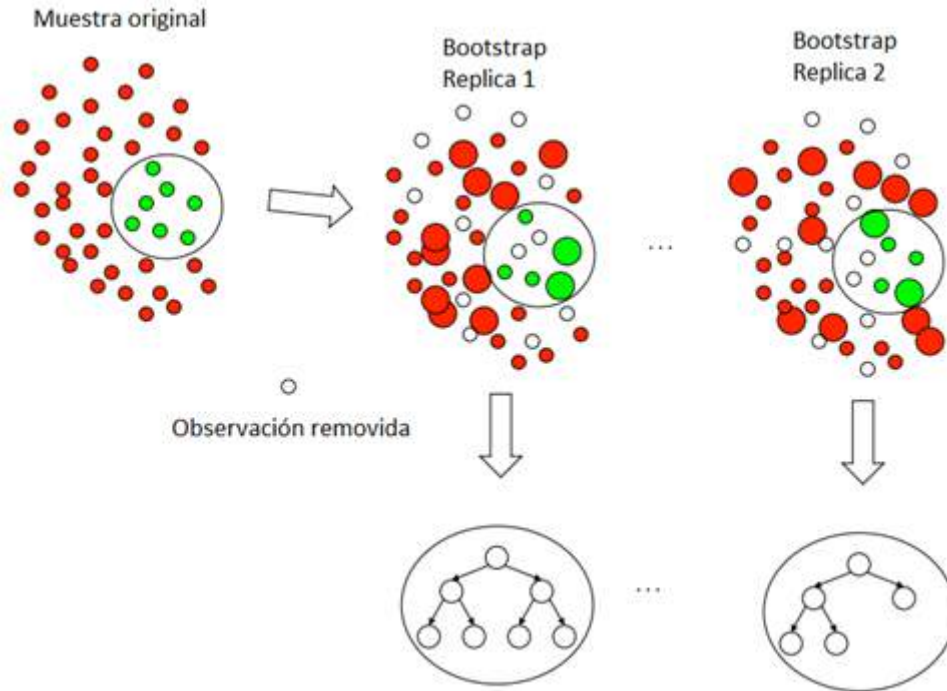 Muestra original
Bootstrap
Replica 1
Bootstrap
Replica 2
...
Observación removida
...